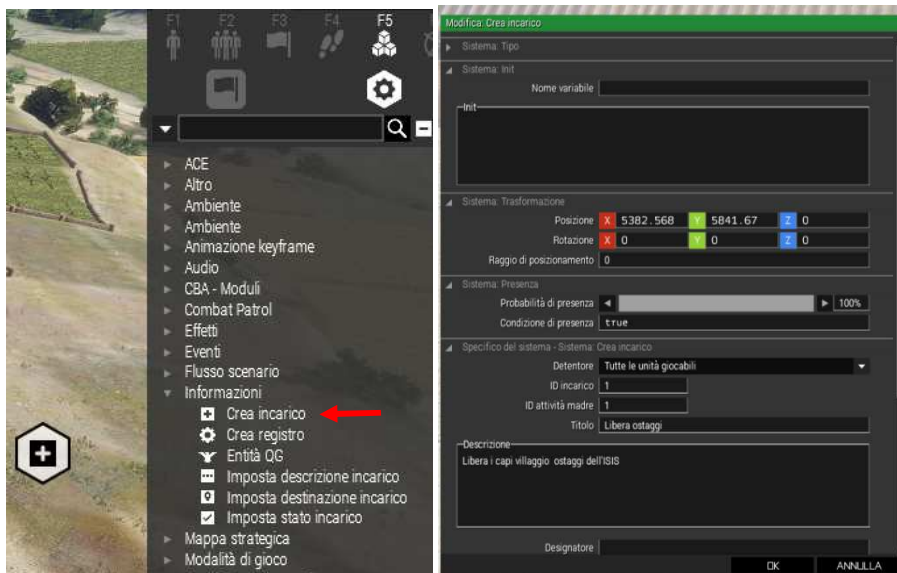 F1 F2 F3 F4 F5
ACE
Altro
Ambiente
Ambiente
Animazione keyframe
Audio
CBA - Moduli
Combat Patrol
Effetti
Eventi
Flusso scenario
Informazioni
Crea incarico
Crea registro
Entità QG
Imposta descrizione incarico
Imposta destinazione incarico
Imposta stato incarico
Mappa strategica
Modalità di gioco
Modifica: Crea incarico
Sistema: Tipo
Sistema: Init
Nome variabile
Init
Sistema: Trasformazione
Posizione X 5382.568 Y 5841.67 Z 0
Rotazione X 0 Y 0 Z 0
Raggio di posizionamento 0
Sistema: Presenza
Probabilità di presenza 100%
Condizione di presenza true
Specifico del sistema - Sistema: Crea incarico
Detentore Tutte le unità giocabili
ID incarico 1
ID attività madre 1
Titolo Libera ostaggi
Descrizione
Libera i capi villaggio ostaggi dell'ISIS
Designatore
OK ANNULLA